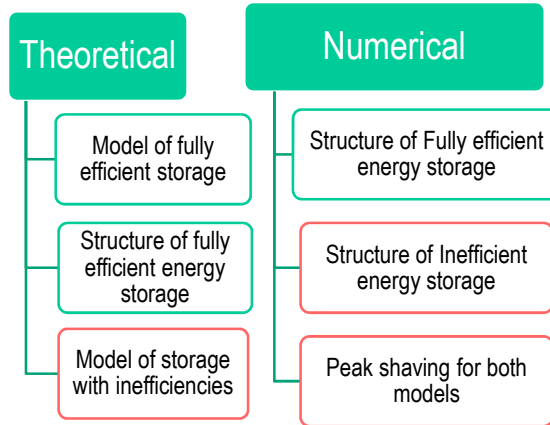 Theoretical
Model of fully
efficient storage
Structure of fully
efficient energy
storage
Model of storage
with inefficiencies
Numerical
Structure of Fully efficient
energy storage
Structure of Inefficient
energy storage
Peak shaving for both
models